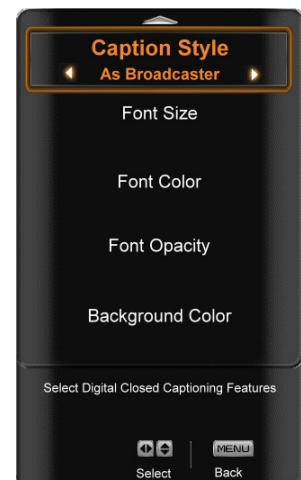 Caption Style
As Broadcaster
Font Size
Font Color
Font Opacity
Background Color
Select Digital Closed Captioning Features
MENU
Select Back